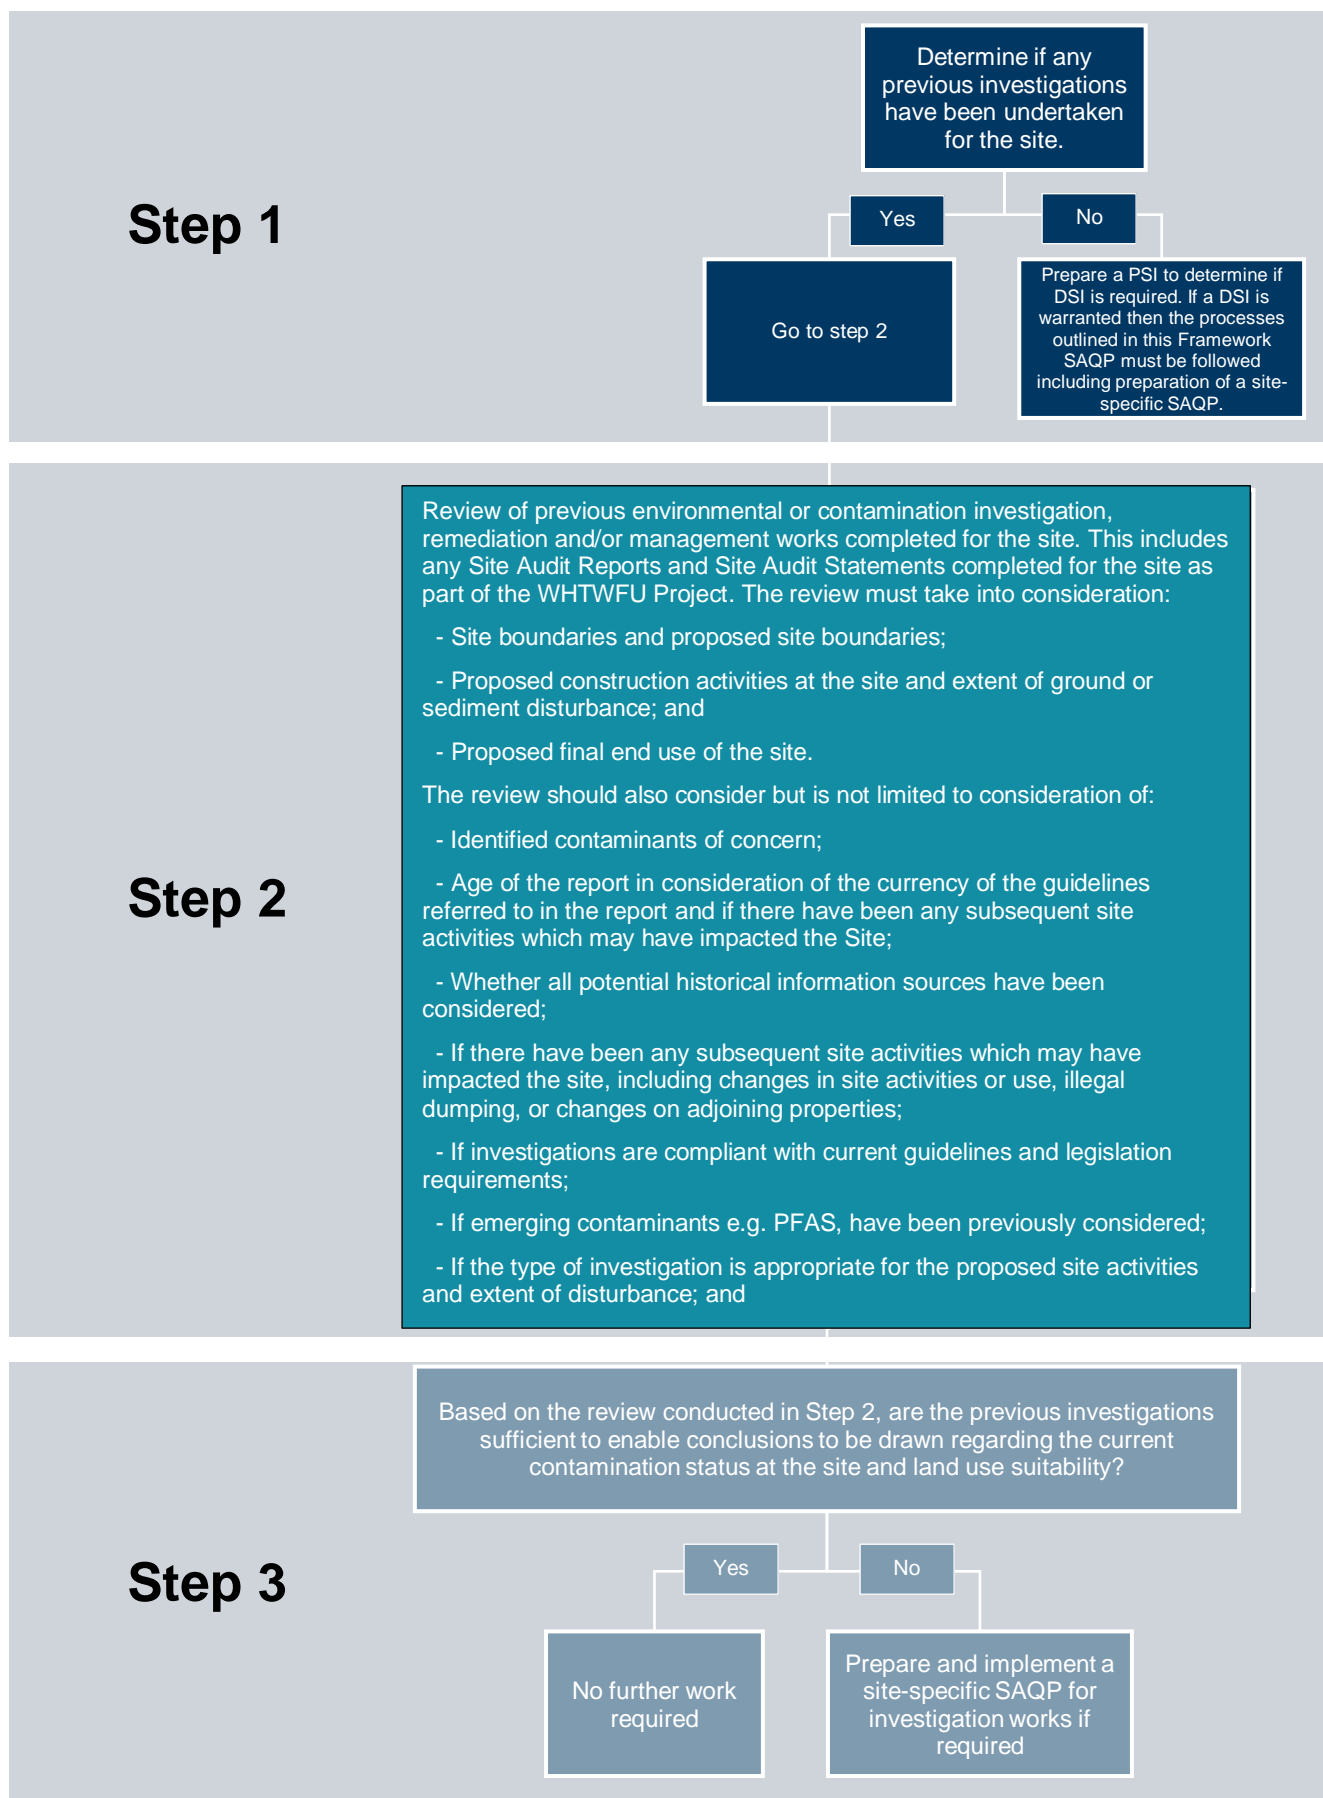 Determine if any
previous investigations
have been undertaken
for the site.
Step 1
Yes
No
Go to step 2
Prepare a PSI to determine if
DSI is required. If a DSI is
warranted then the processes
outlined in this Framework
SAQP must be followed
including preparation of a site-
specific SAQP.
Step 2
Review of previous environmental or contamination investigation,
remediation and/or management works completed for the site. This includes
any Site Audit Reports and Site Audit Statements completed for the site as
part of the WHTWFU Project. The review must take into consideration:
- Site boundaries and proposed site boundaries;
- Proposed construction activities at the site and extent of ground or
sediment disturbance; and
- Proposed final end use of the site.
The review should also consider but is not limited to consideration of:
- Identified contaminants of concern;
- Age of the report in consideration of the currency of the guidelines
referred to in the report and if there have been any subsequent site
activities which may have impacted the Site;
- Whether all potential historical information sources have been
considered;
- If there have been any subsequent site activities which may have
impacted the site, including changes in site activities or use, illegal
dumping, or changes on adjoining properties;
- If investigations are compliant with current guidelines and legislation
requirements;
- If emerging contaminants e.g. PFAS, have been previously considered;
- If the type of investigation is appropriate for the proposed site activities
and extent of disturbance; and
Step 3
Based on the review conducted in Step 2, are the previous investigations
sufficient to enable conclusions to be drawn regarding the current
contamination status at the site and land use suitability?
Yes
No
No further work
required
Prepare and implement a
site-specific SAQP for
investigation works if
required